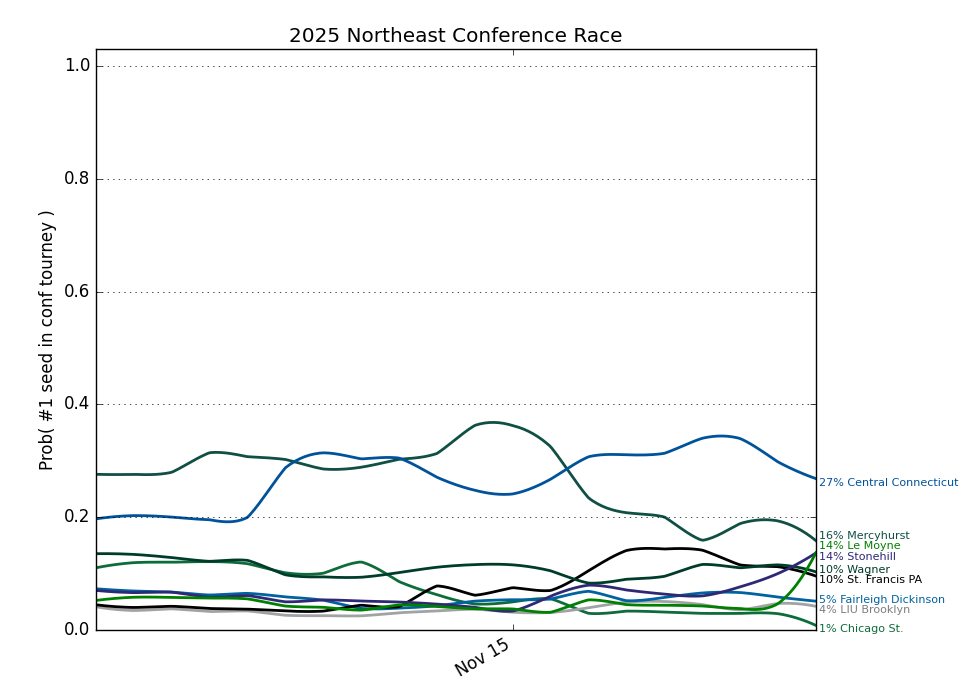 2025 Northeast Conference Race
1.0
0.8
0.6
0.4
0.2
0.0
Prob( #1 seed in conf tourney )
Nov 15
27% Central Connecticut
16% Mercyhurst
14% Le Moyne
14% Stonehill
10% Wagner
10% St. Francis PA
5% Fairleigh Dickinson
4% LIU Brooklyn
1% Chicago St.